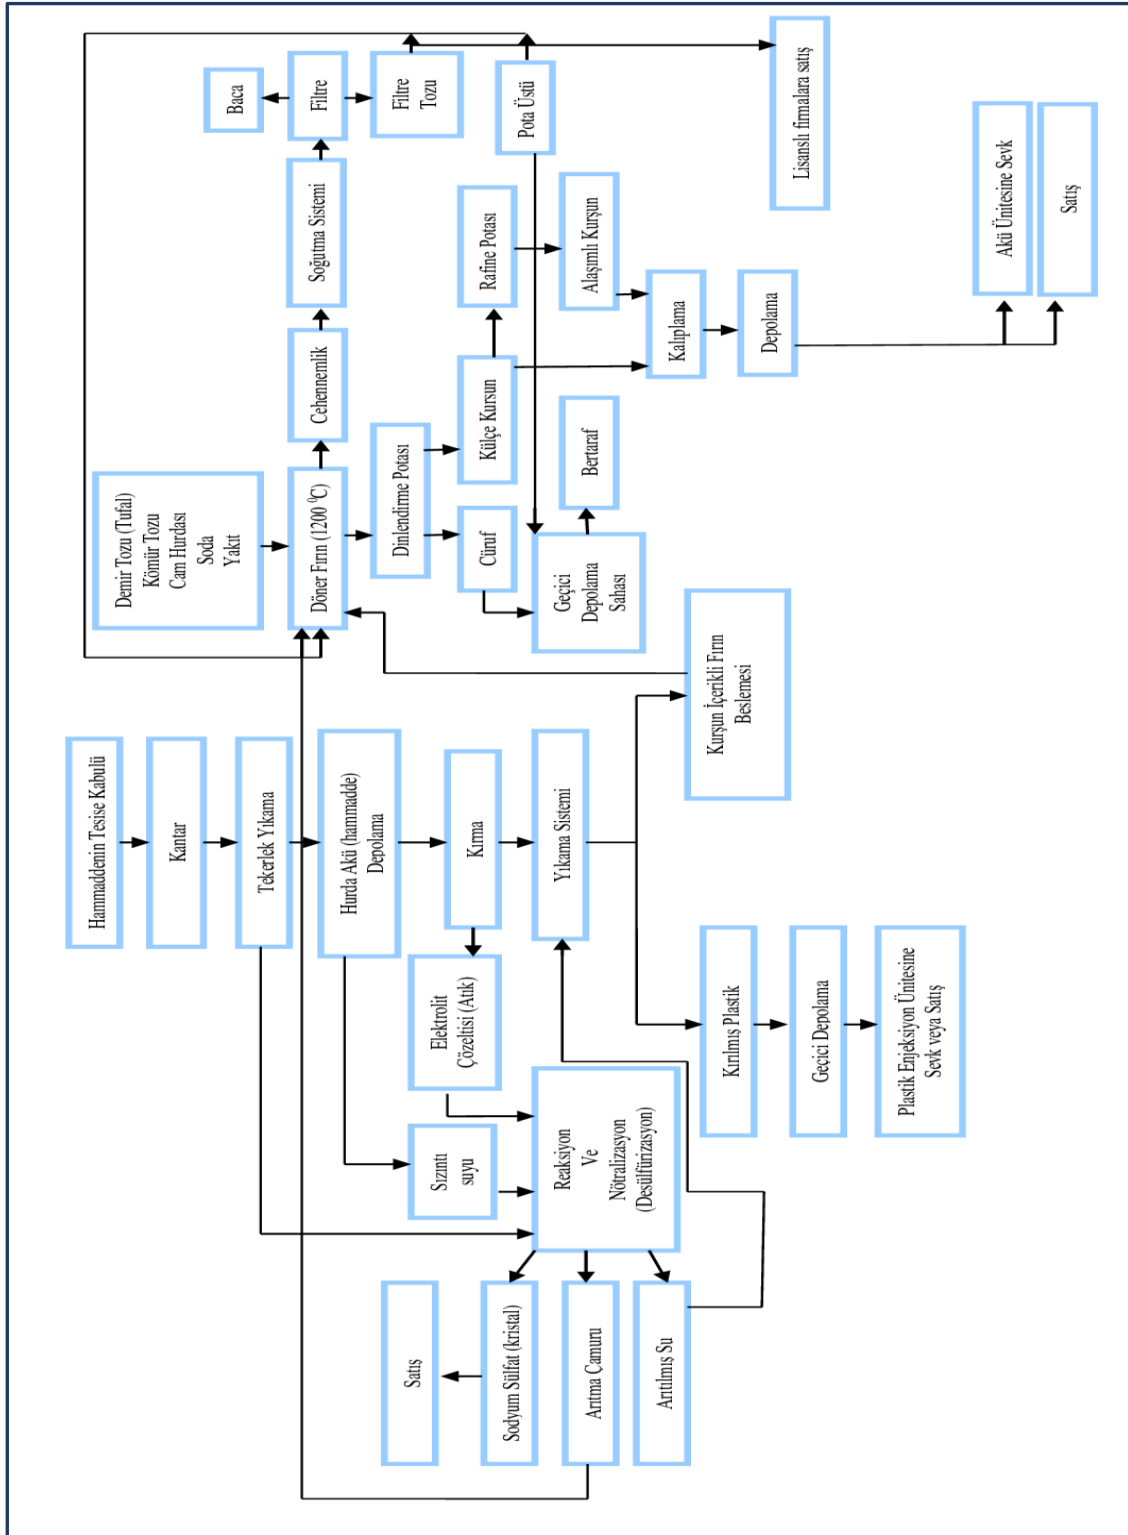 Hammaddenin Tesise Kabulü
Kantar
Tekerlek Yıkama
Hurda Akü (hammadde)
Depolama
Kırma
Yıkama Sistemi
Elektrolit
Çözeltisi (Atık)
Sızıntı
suyu
Reaksiyon
Ve
Nötralizasyon
(Desülfürizasyon)
Sodyum Sülfat (kristal)
Satış
Arıtma Çamuru
Arıtılmış Su
Kırılmış Plastik
Geçici Depolama
Plastik Enjeksiyon Ünitesine
Sevk veya Satış
Kurşun İçerikli Fırın
Beslemesi
Demir Tozu (Tufal)
Kömür Tozu
Cam Hurdası
Soda
Yakıt
Döner Fırın (1200 ⁰C)
Cehennemlik
Soğutma Sistemi
Filtre
Baca
Filtre
Tozu
Dinlendirme Potası
Cüruf
Külçe Kursun
Rafine Potası
Pota Üstü
Geçici
Depolama
Sahası
Bertaraf
Alaşımlı Kurşun
Kalıplama
Depolama
Lisanslı firmalara satış
Akü Ünitesine Sevk
Satış